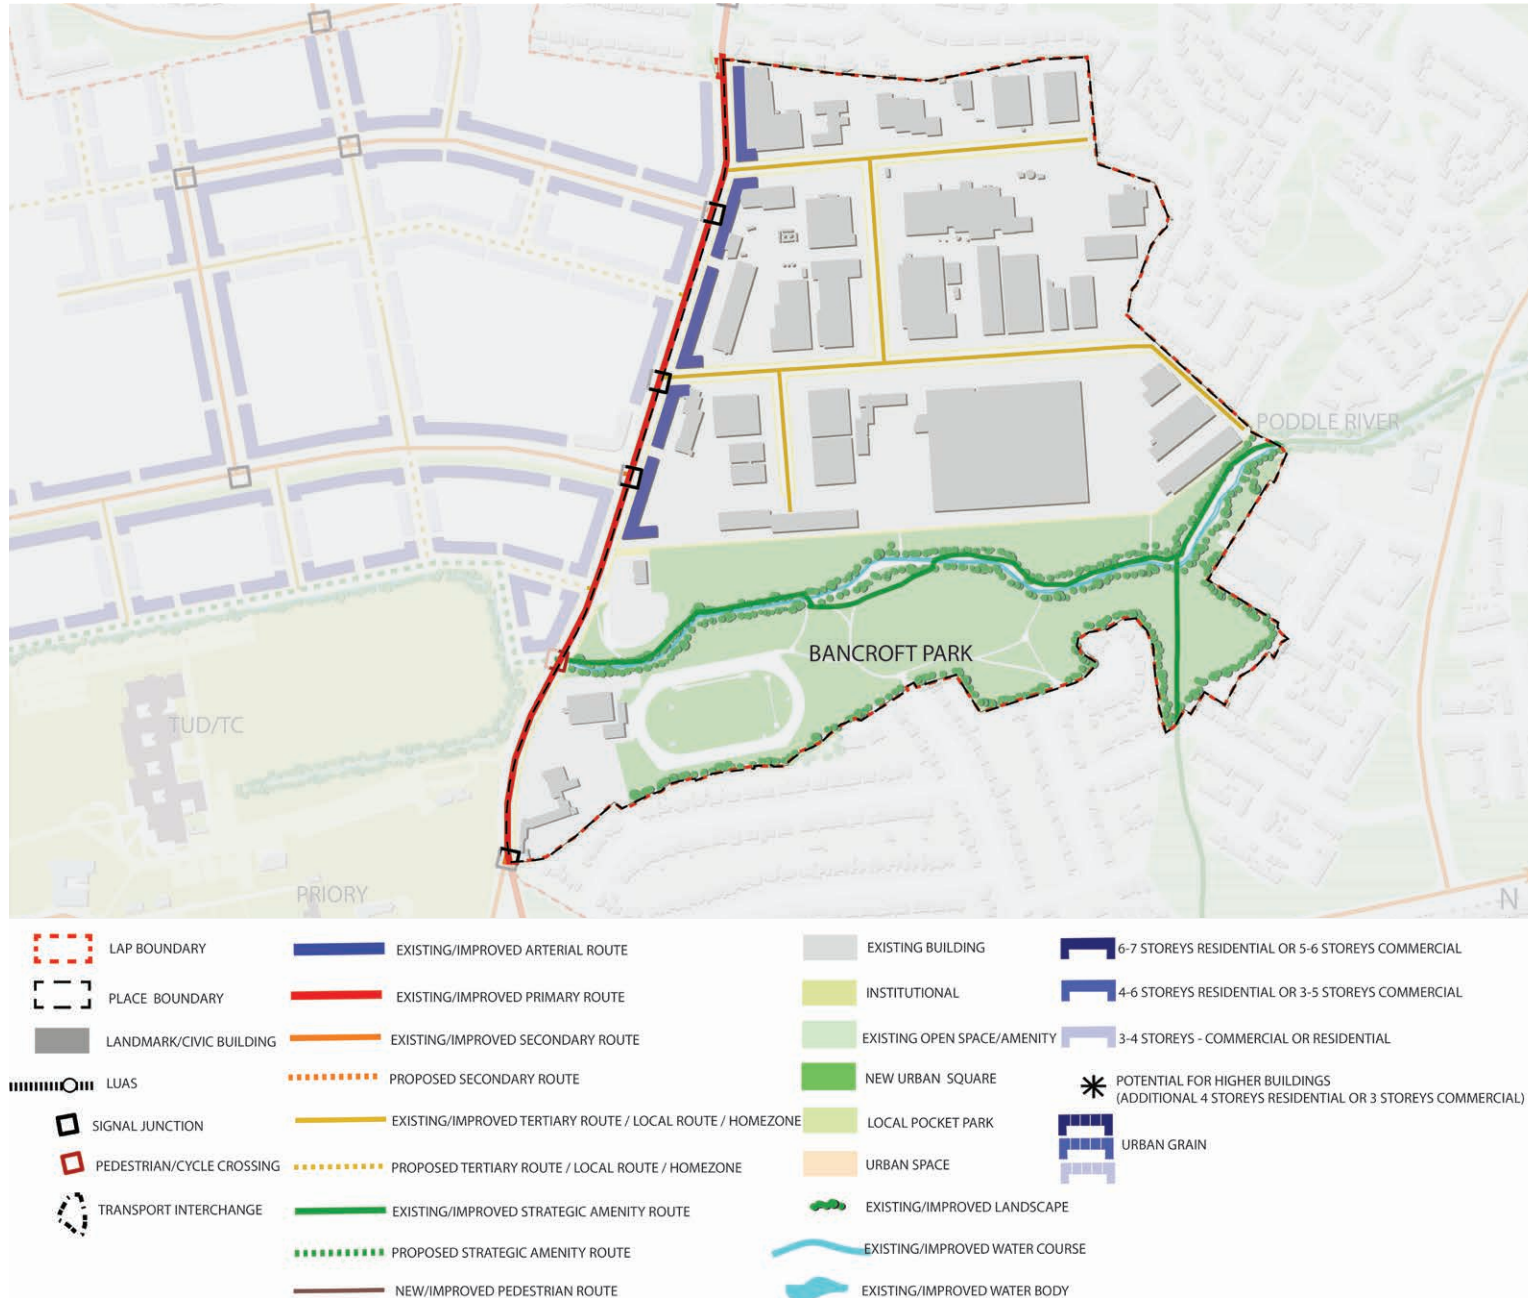 PODDLE RIVER
BANCROFT PARK
TUD/TC
PRIORY
N
LAP BOUNDARY
PLACE BOUNDARY
LANDMARK/CIVIC BUILDING
LUAS
SIGNAL JUNCTION
PEDESTRIAN/CYCLE CROSSING
TRANSPORT INTERCHANGE
EXISTING/IMPROVED ARTERIAL ROUTE
EXISTING/IMPROVED PRIMARY ROUTE
EXISTING/IMPROVED SECONDARY ROUTE
PROPOSED SECONDARY ROUTE
EXISTING/IMPROVED TERTIARY ROUTE / LOCAL ROUTE / HOMEZONE
PROPOSED TERTIARY ROUTE / LOCAL ROUTE / HOMEZONE
EXISTING/IMPROVED STRATEGIC AMENITY ROUTE
PROPOSED STRATEGIC AMENITY ROUTE
NEW/IMPROVED PEDESTRIAN ROUTE
EXISTING BUILDING
INSTITUTIONAL
EXISTING OPEN SPACE/AMENITY
NEW URBAN SQUARE
LOCAL POCKET PARK
URBAN SPACE
EXISTING/IMPROVED LANDSCAPE
EXISTING/IMPROVED WATER COURSE
EXISTING/IMPROVED WATER BODY
6-7 STOREYS RESIDENTIAL OR 5-6 STOREYS COMMERCIAL
4-6 STOREYS RESIDENTIAL OR 3-5 STOREYS COMMERCIAL
3-4 STOREYS - COMMERCIAL OR RESIDENTIAL
POTENTIAL FOR HIGHER BUILDINGS
(ADDITIONAL 4 STOREYS RESIDENTIAL OR 3 STOREYS COMMERCIAL)
URBAN GRAIN